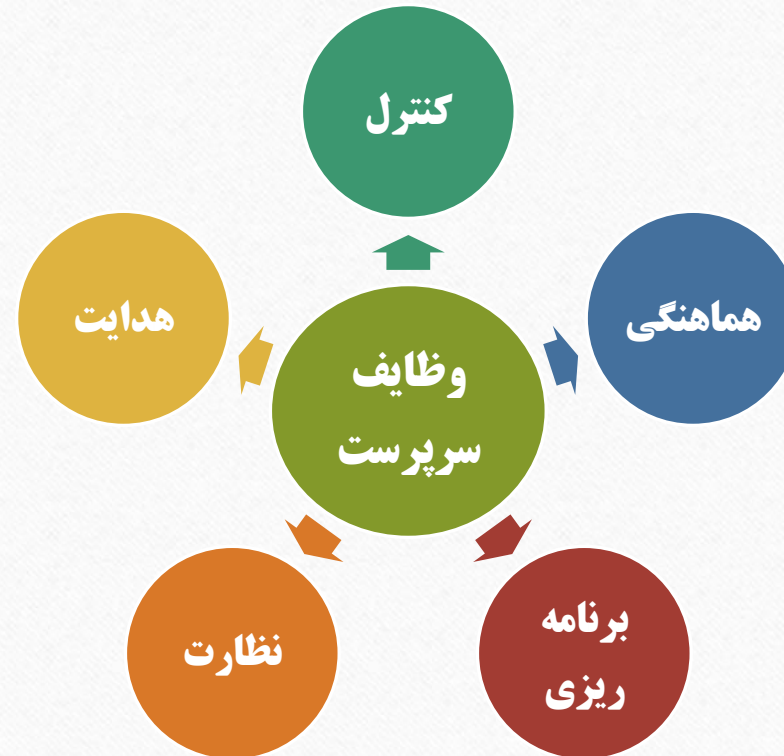 کنترل
هماهنگی
هدایت
وظایف
سرپرست
برنامه
ریزی
نظارت